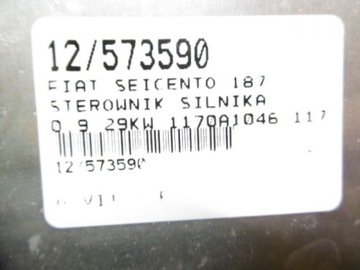 12/573590
FIAT SEICENTO 187
STEROWNIK SILNIKA
0 9 29KW 1170A1046 117
12/573590